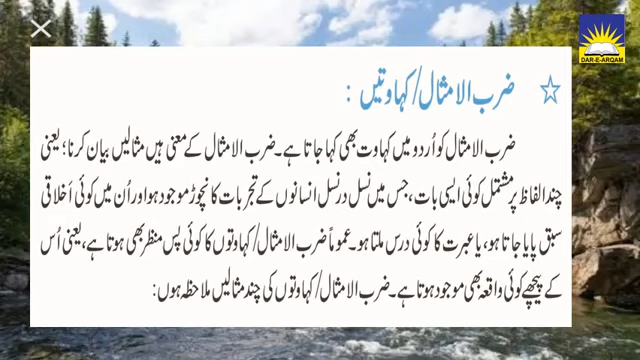 DAR-E-ARQAM
☆ ضرب الامثال/کہاوتیں :
ضرب الامثال کو اُردو میں کہاوت بھی کہا جاتا ہے۔ ضرب الامثال کے معنی ہیں مثالیں بیان کرنا؛ یعنی
چند الفاظ پر مشتمل کوئی ایسی بات، جس میں نسل در نسل انسانوں کے تجربات کا نچوڑ موجود ہو اور اُن میں کوئی اخلاقی
سبق پایا جاتا ہو، یا عبرت کا کوئی درس ملتا ہو۔ عموماً ضرب الامثال/کہاوتوں کا کوئی پس منظر بھی ہوتا ہے، یعنی اُس
کے پیچھے کوئی واقعہ بھی موجود ہوتا ہے۔ ضرب الامثال/کہاوتوں کی چند مثالیں ملاحظہ ہوں: